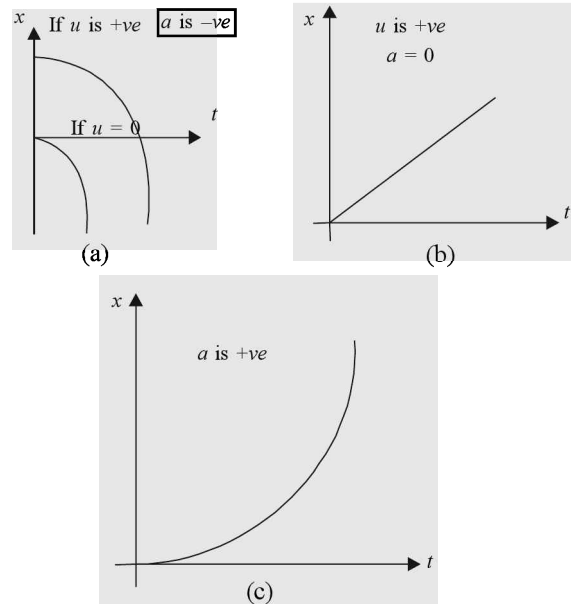 x If u is +ve a is –ve
t
If u = 0
(a)
x u is +ve
a = 0
t
(b)
x
a is +ve
t
(c)